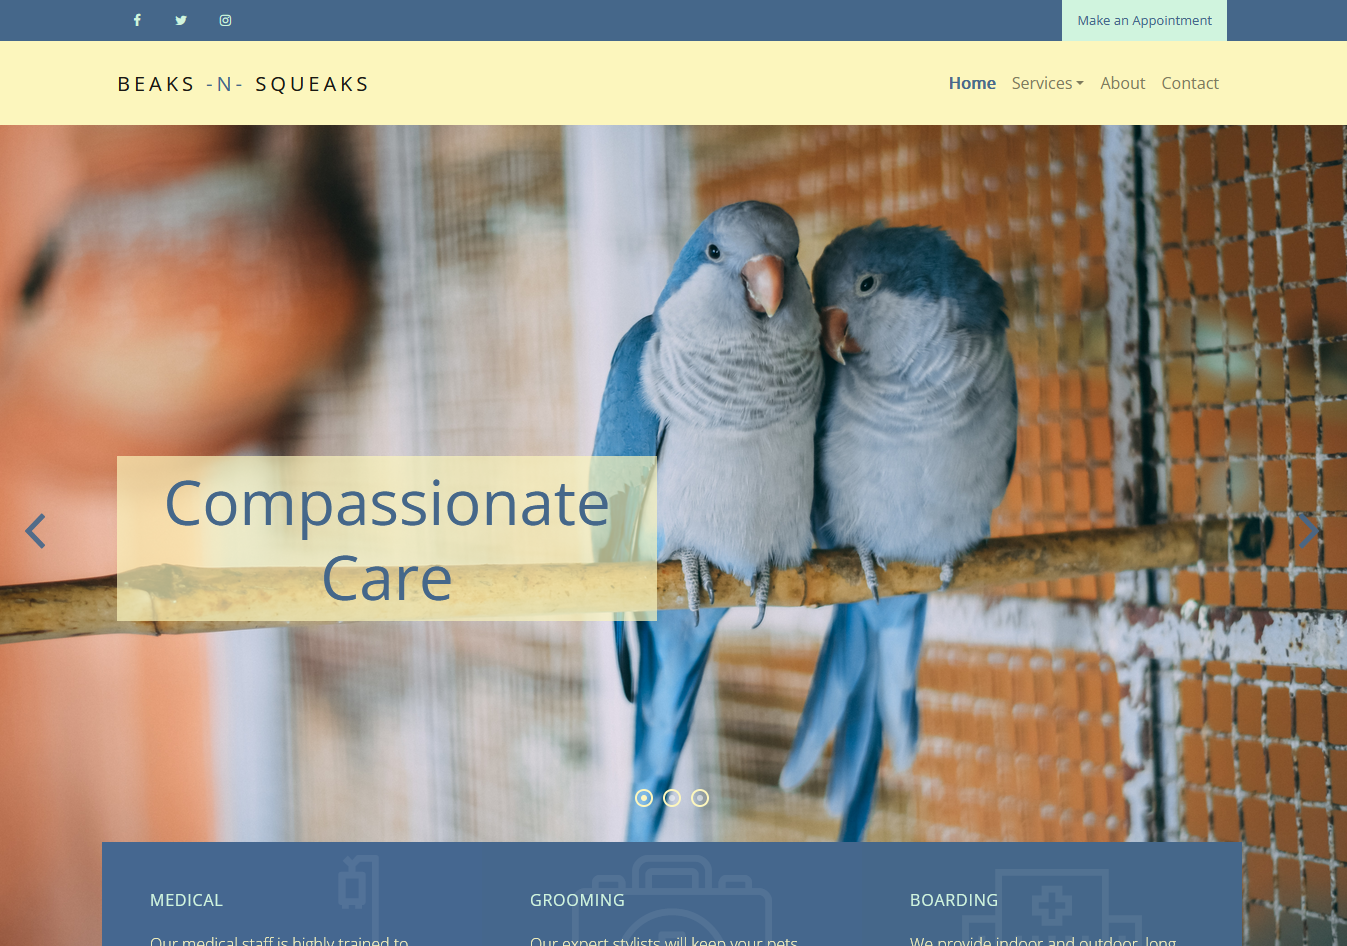 Make an Appointment
BEAKS -N- SQUEAKS
Home Services About Contact
Compassionate
Care
MEDICAL
GROOMING
BOARDING
Our medical staff is highly trained to
Our expert stylists will keep your pets
We provide indoor and outdoor, long